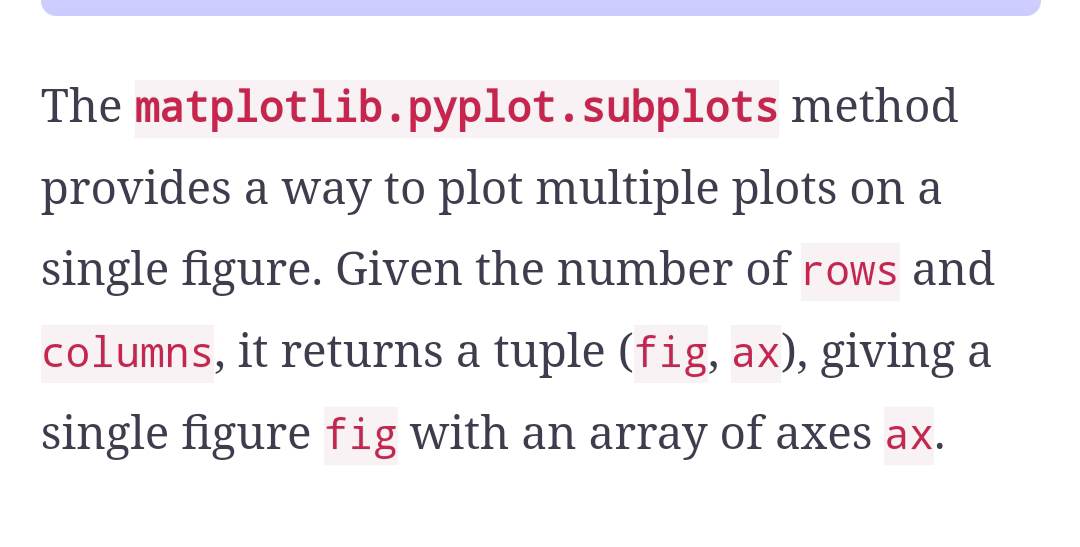 The matplotlib.pyplot.subplots method
provides a way to plot multiple plots on a
single figure. Given the number of rows and
columns, it returns a tuple (fig, ax), giving a
single figure fig with an array of axes ax.